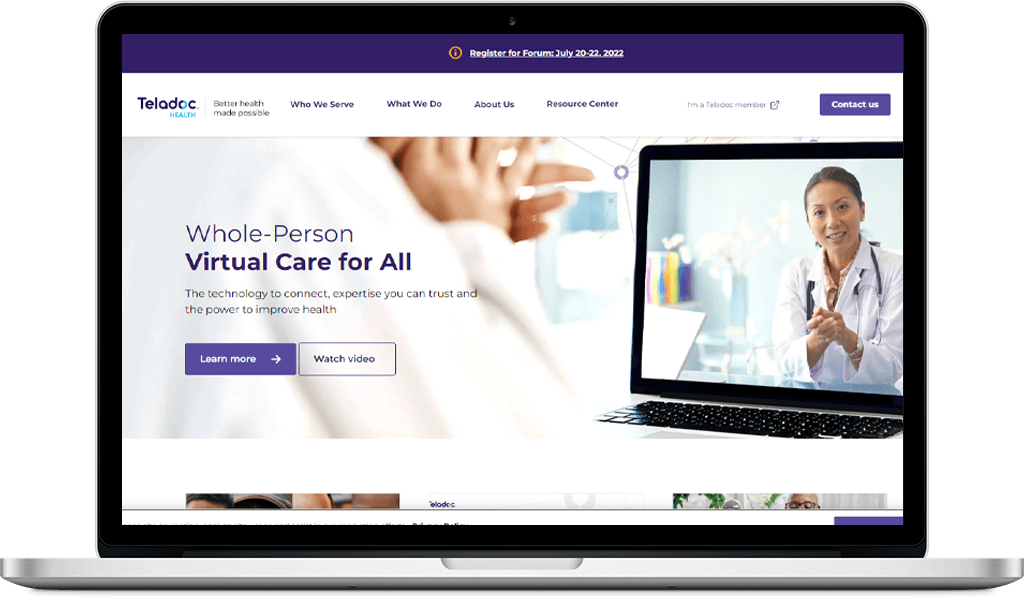 Register for Forum: July 20-22, 2022
Teladoc.
HEALTH
Better health
made possible
Who We Serve
What We Do
About Us
Resource Center
I'm a Teladoc member
Contact us
Whole-Person
Virtual Care for All
The technology to connect, expertise you can trust and
the power to improve health
Learn more
Watch video
Teladoc.
Privacy Policy